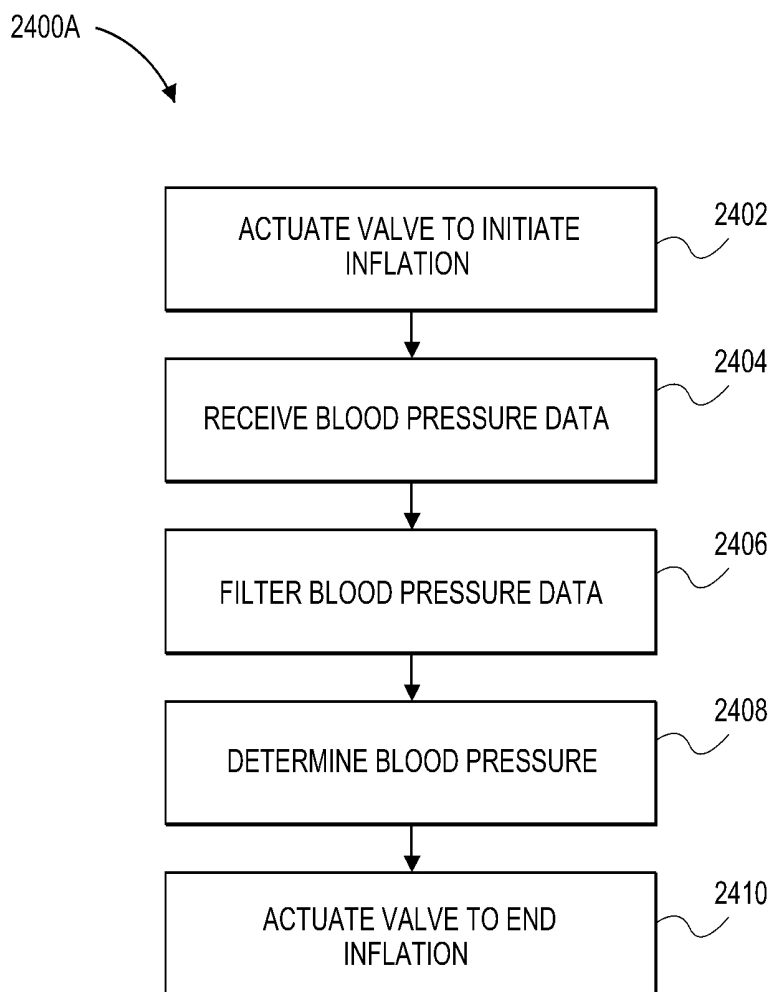 2400A
ACTUATE VALVE TO INITIATE
INFLATION
2402
RECEIVE BLOOD PRESSURE DATA
2404
FILTER BLOOD PRESSURE DATA
2406
DETERMINE BLOOD PRESSURE
2408
ACTUATE VALVE TO END
INFLATION
2410